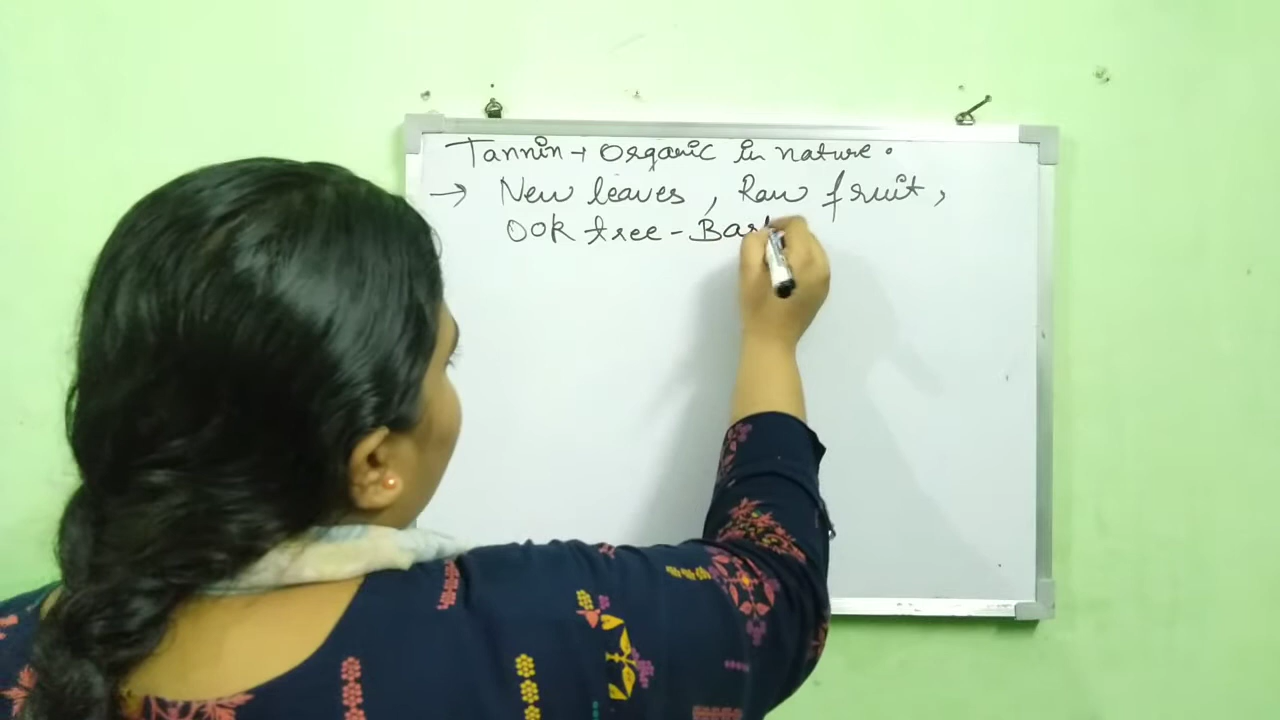 Tannin → Organic in nature.
→ New leaves, Raw fruit,
Ook tree - Bar